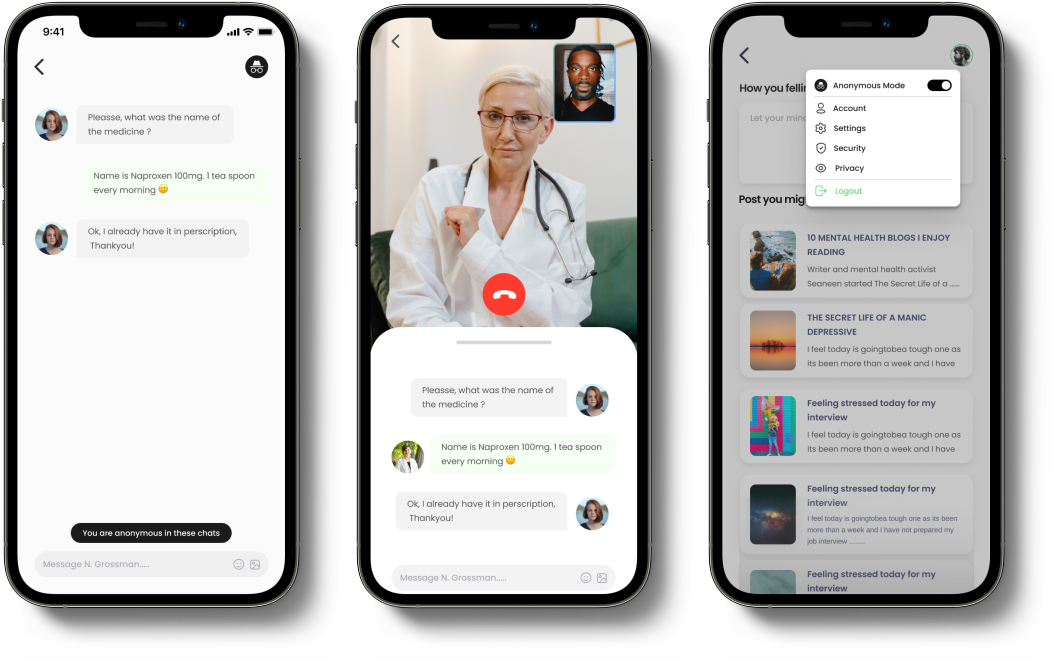 9:41
Pleasse, what was the name of
the medicine ?
Name is Naproxen 100mg. 1 tea spoon
every morning 😊
Ok, I already have it in perscription,
Thankyou!
You are anonymous in these chats
Message N. Grossman.....
Pleasse, what was the name of
the medicine ?
Name is Naproxen 100mg. 1 tea spoon
every morning 😊
Ok, I already have it in perscription,
Thankyou!
Message N. Grossman.....
How you fellin
Anonymous Mode
Let your mind
Account
Settings
Security
Privacy
Logout
Post you mig
10 MENTAL HEALTH BLOGS I ENJOY
READING
Writer and mental health activist
Seaneen started The Secret Life of a ......
THE SECRET LIFE OF A MANIC
DEPRESSIVE
I feel today is goingtobea tough one as
its been more than a week and I have
Feeling stressed today for my
interview
I feel today is goingtobea tough one as
its been more than a week and I have
Feeling stressed today for my
interview
I feel today is goingtobea tough one as its been
more than a week and I have not prepared my
job interview .........
Feeling stressed today for my
interview